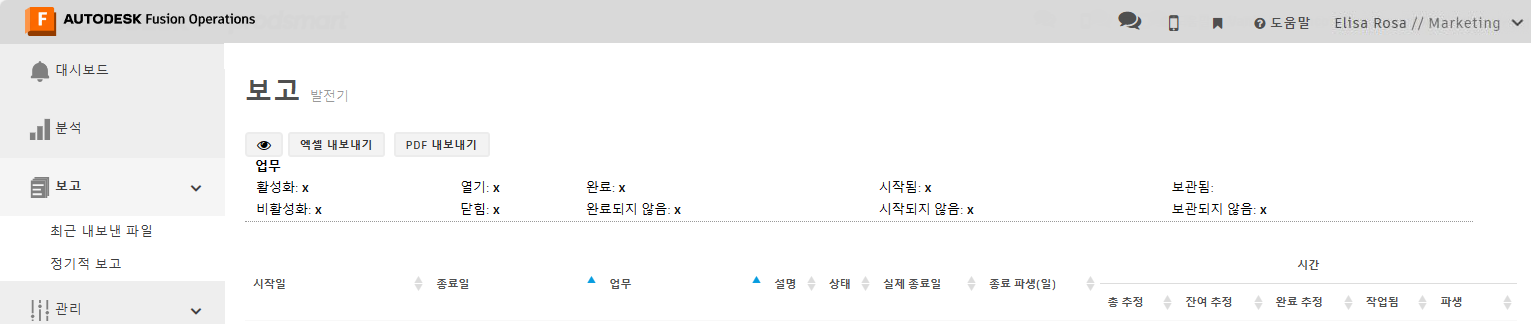 AUTODESK Fusion Operations
도움말
Elisa Rosa // Marketing
대시보드
분석
보고
최근 내보낸 파일
정기적 보고
관리
보고 발전기
엑셀 내보내기
PDF 내보내기
업무
활성화: x 열기: x 완료: x 시작됨: x 보관됨:
비활성화: x 닫힘: x 완료되지 않음: x 시작되지 않음: x 보관되지 않음: x
시간
시작일 종료일 업무 설명 상태 실제 종료일 종료 파생(일)
총 추정 잔여 추정 완료 추정 작업됨 파생